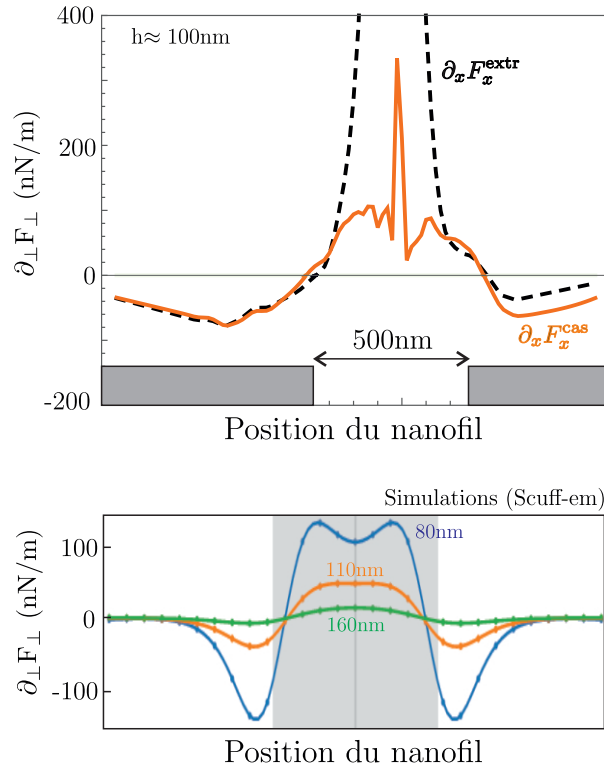 400
h≈ 100nm
∂ₓFₓᵉˣᵗʳ
200
∂⊥F⊥ (nN/m)
0
∂ₓFₓᶜᵃˢ
500nm
-200
Position du nanofil
Simulations (Scuff-em)
100
80nm
110nm
∂⊥F⊥ (nN/m)
0
160nm
-100
Position du nanofil